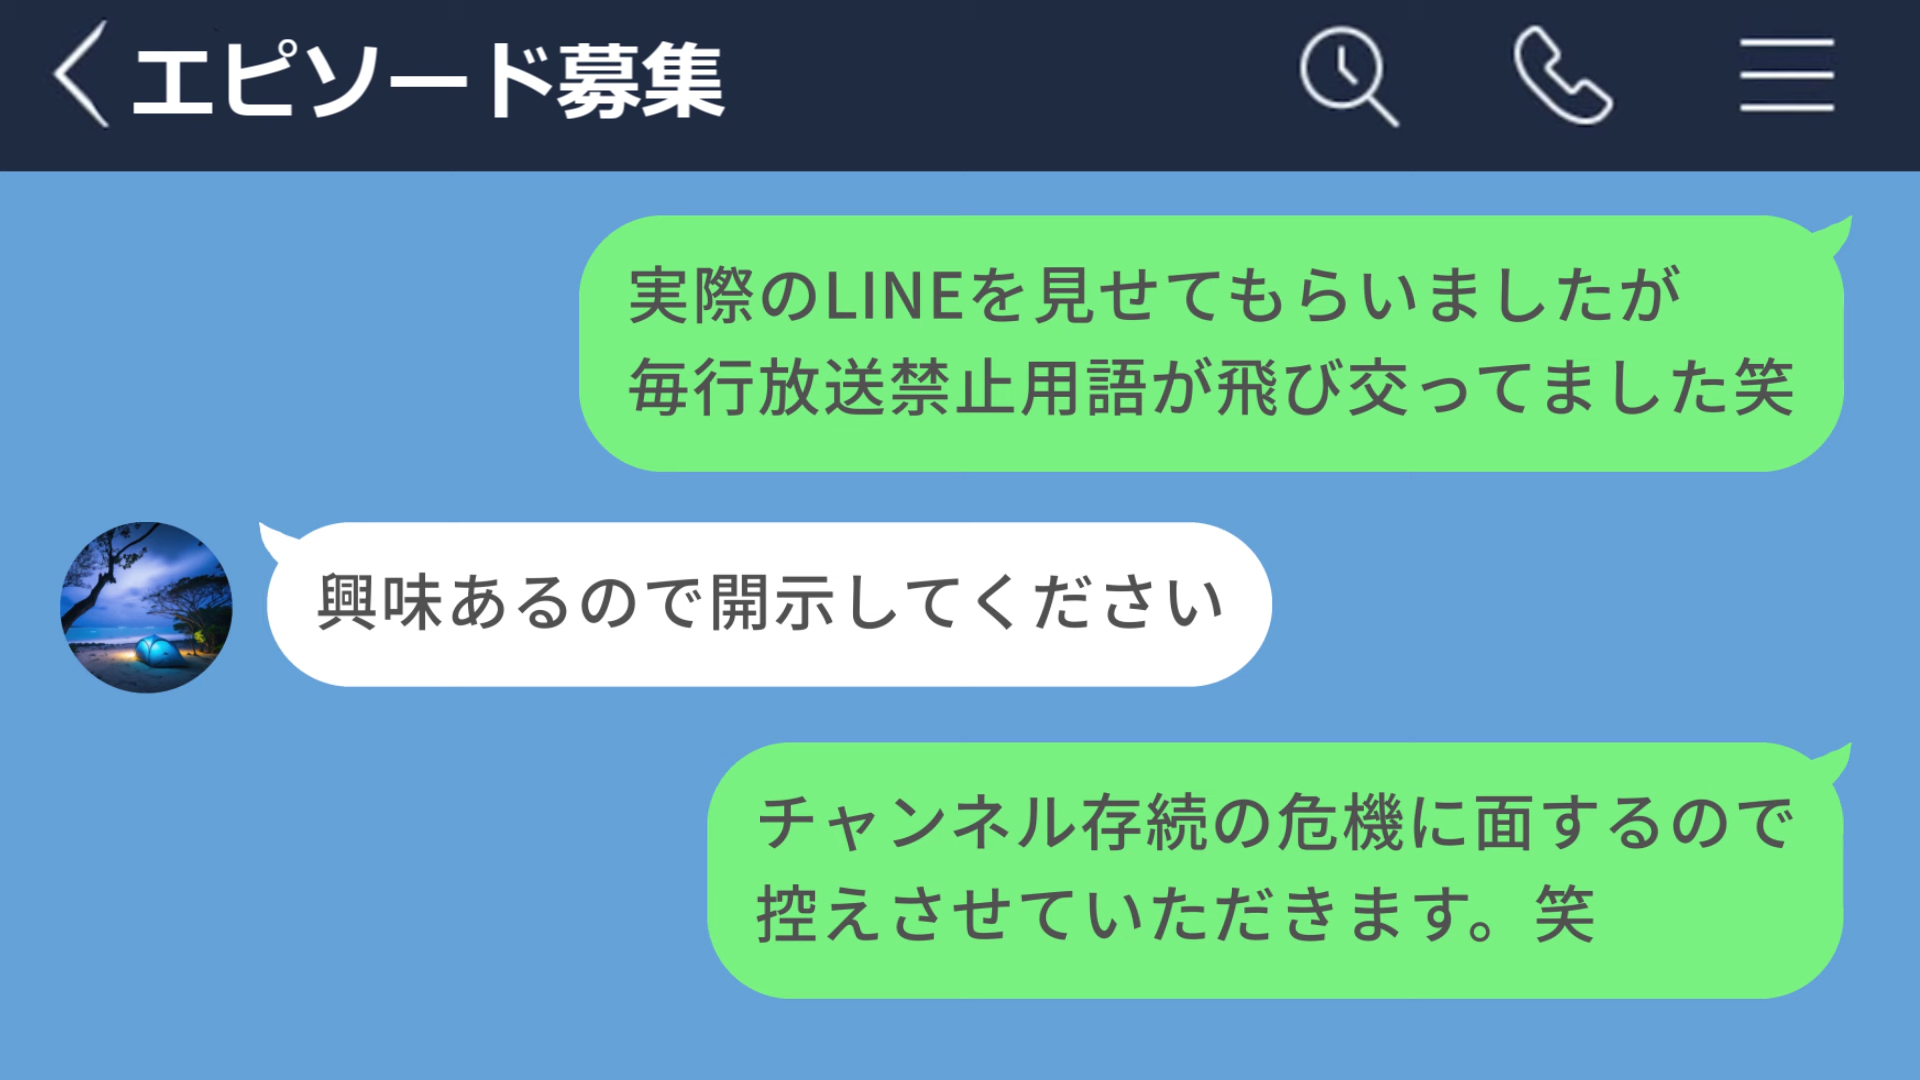 エピソード募集
実際のLINEを見せてもらいましたが
毎行放送禁止用語が飛び交ってました笑
興味あるので開示してください
チャンネル存続の危機に面するので
控えさせていただきます。笑